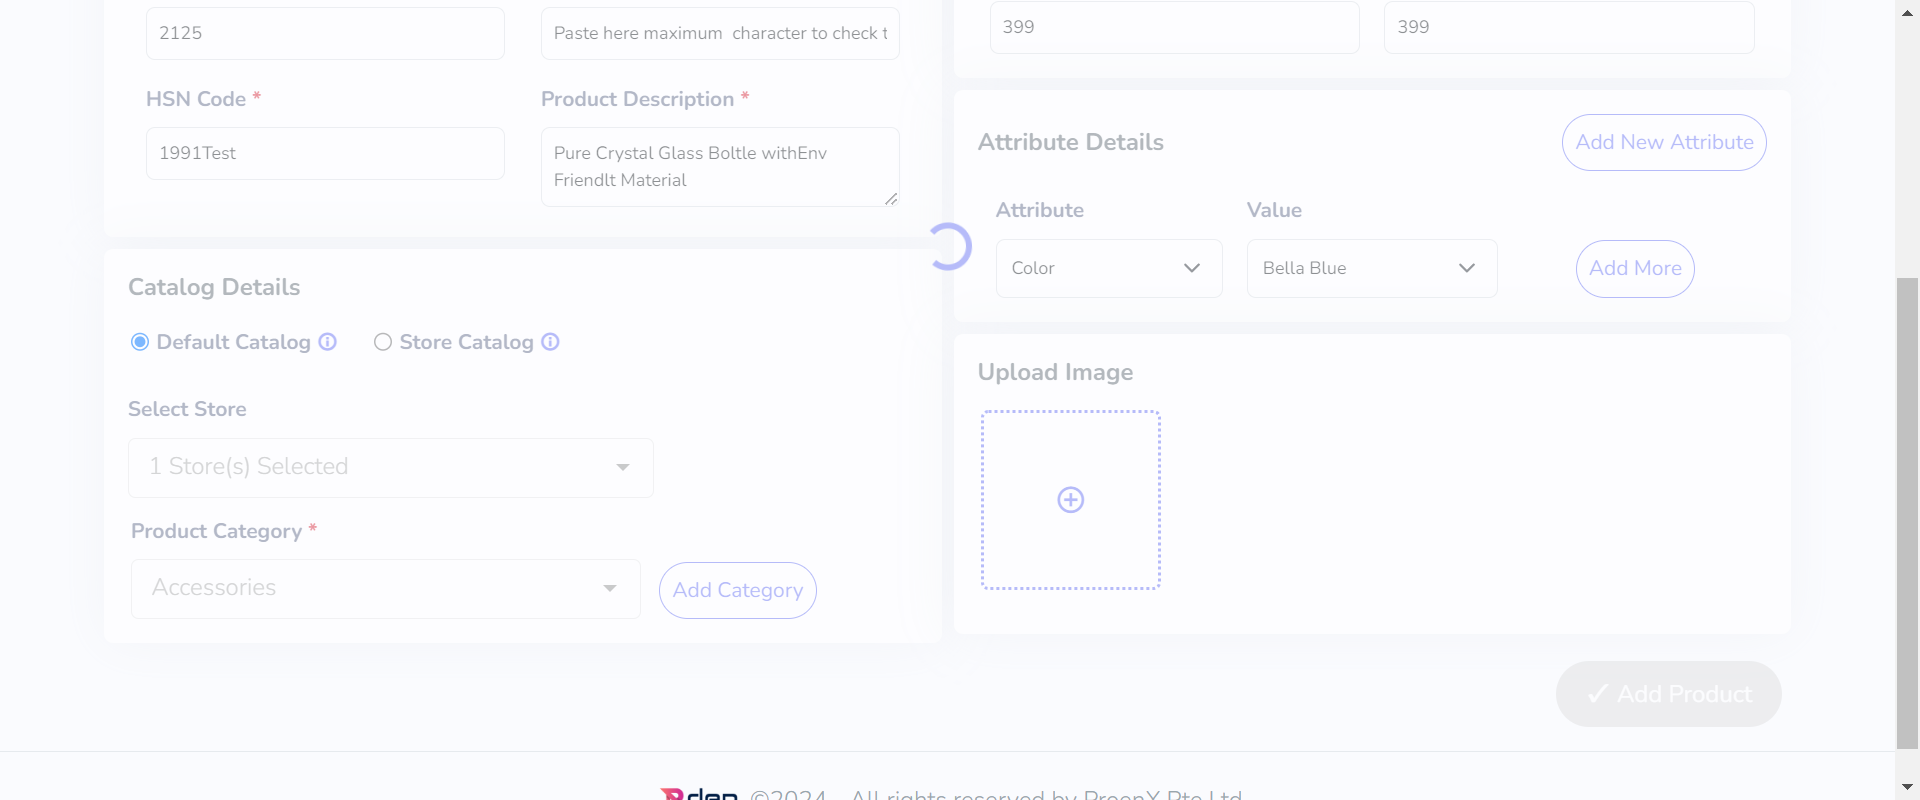 2125
Paste here maximum  character to check t
HSN Code *
Product Description *
1991Test
Pure Crystal Glass Boltle withEnv
Friendlt Material
Catalog Details
Default Catalog
Store Catalog
Select Store
1 Store(s) Selected
Product Category *
Accessories
Add Category
399
399
Attribute Details
Add New Attribute
Attribute
Value
Color
Bella Blue
Add More
Upload Image
✓ Add Product
©2024 All rights reserved by ProenX Pte Ltd